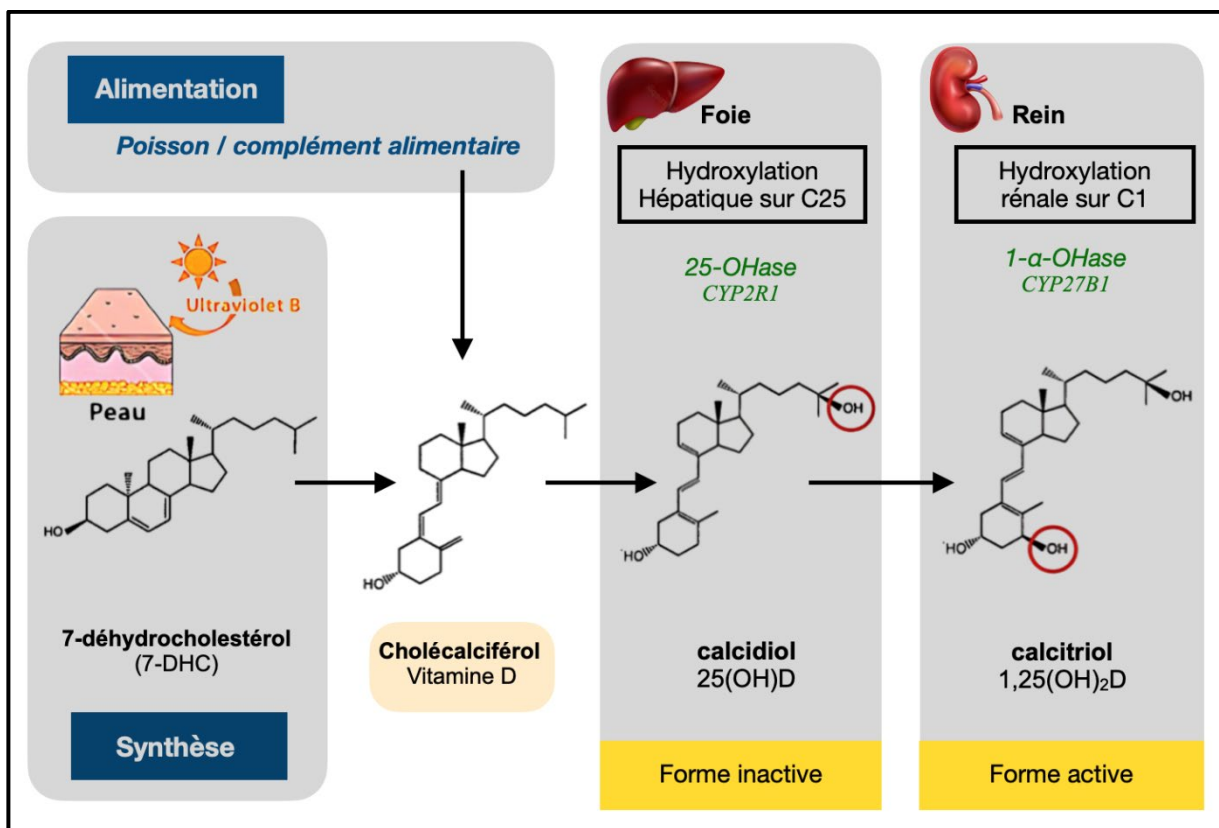 Alimentation
Poisson / complément alimentaire
Ultraviolet B
Peau
HO
7-déhydrocholestérol
(7-DHC)
Synthèse
HO
Cholécalciférol
Vitamine D
Foie
Hydroxylation
Hépatique sur C25
25-OHase
CYP2R1
OH
HO
calcidiol
25(OH)D
Forme inactive
Rein
Hydroxylation
rénale sur C1
1-α-OHase
CYP27B1
OH
HO
OH
calcitriol
1,25(OH)₂D
Forme active